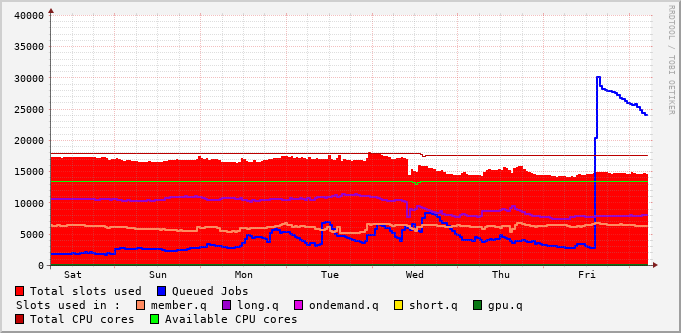 40000
35000
30000
25000
20000
15000
10000
5000
0
Sat Sun Mon Tue Wed Thu Fri
RRDTOOL / TOBI OETIKER
Total slots used Queued Jobs
Slots used in : member.q long.q ondemand.q short.q gpu.q
Total CPU cores Available CPU cores